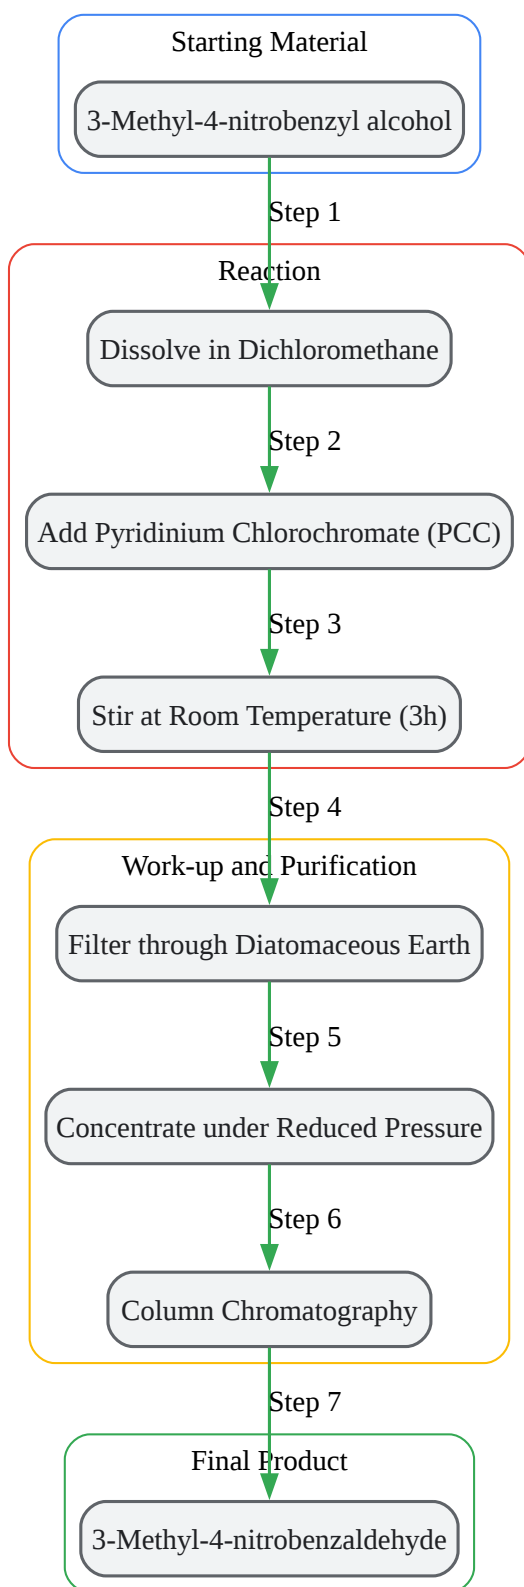 Starting Material
3-Methyl-4-nitrobenzyl alcohol
Step 1
Reaction
Dissolve in Dichloromethane
Step 2
Add Pyridinium Chlorochromate (PCC)
Step 3
Stir at Room Temperature (3h)
Step 4
Work-up and Purification
Filter through Diatomaceous Earth
Step 5
Concentrate under Reduced Pressure
Step 6
Column Chromatography
Step 7
Final Product
3-Methyl-4-nitrobenzaldehyde